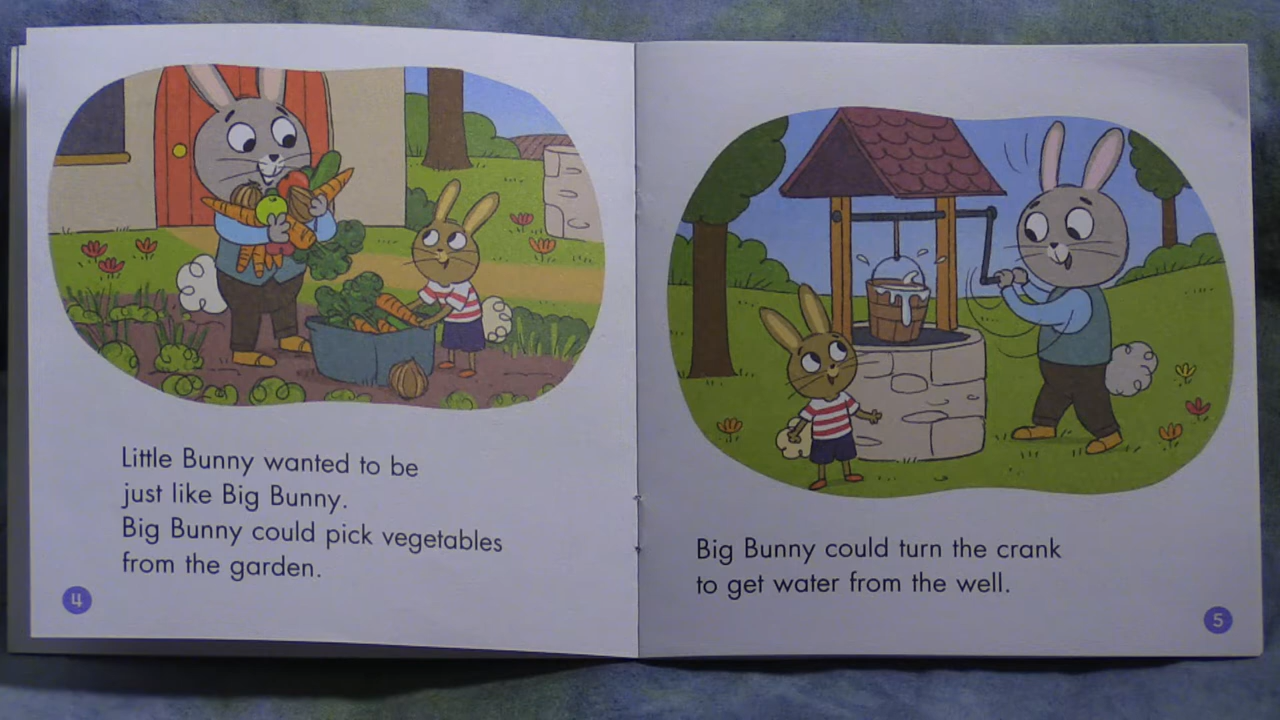 Little Bunny wanted to be
just like Big Bunny.
Big Bunny could pick vegetables
from the garden.
4
Big Bunny could turn the crank
to get water from the well.
5